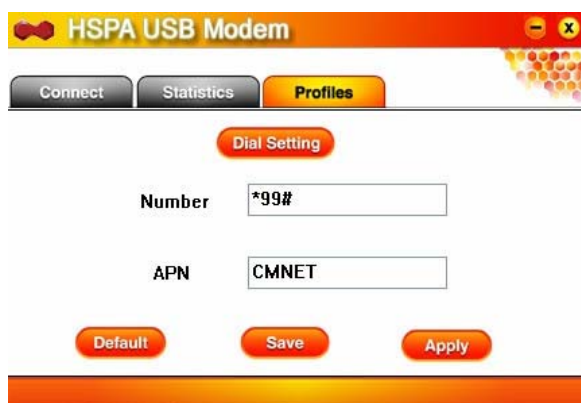 HSPA USB Modem
Connect Statistics Profiles
Dial Setting
Number *99#
APN CMNET
Default Save Apply